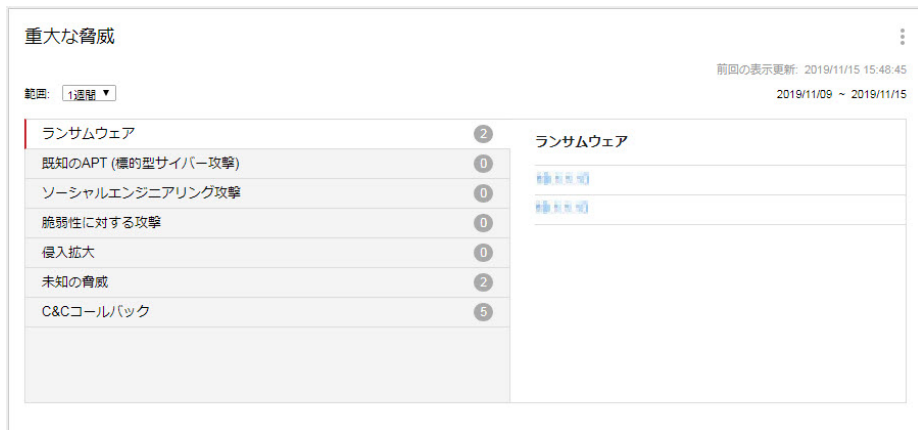 重大な脅威
前回の表示更新: 2019/11/15 15:48:45
範囲: 1週間 ▼
2019/11/09 ~ 2019/11/15
ランサムウェア 2
既知のAPT (標的型サイバー攻撃) 0
ソーシャルエンジニアリング攻撃 0
脆弱性に対する攻撃 0
侵入拡大 0
未知の脅威 2
C&Cコールバック 5
ランサムウェア